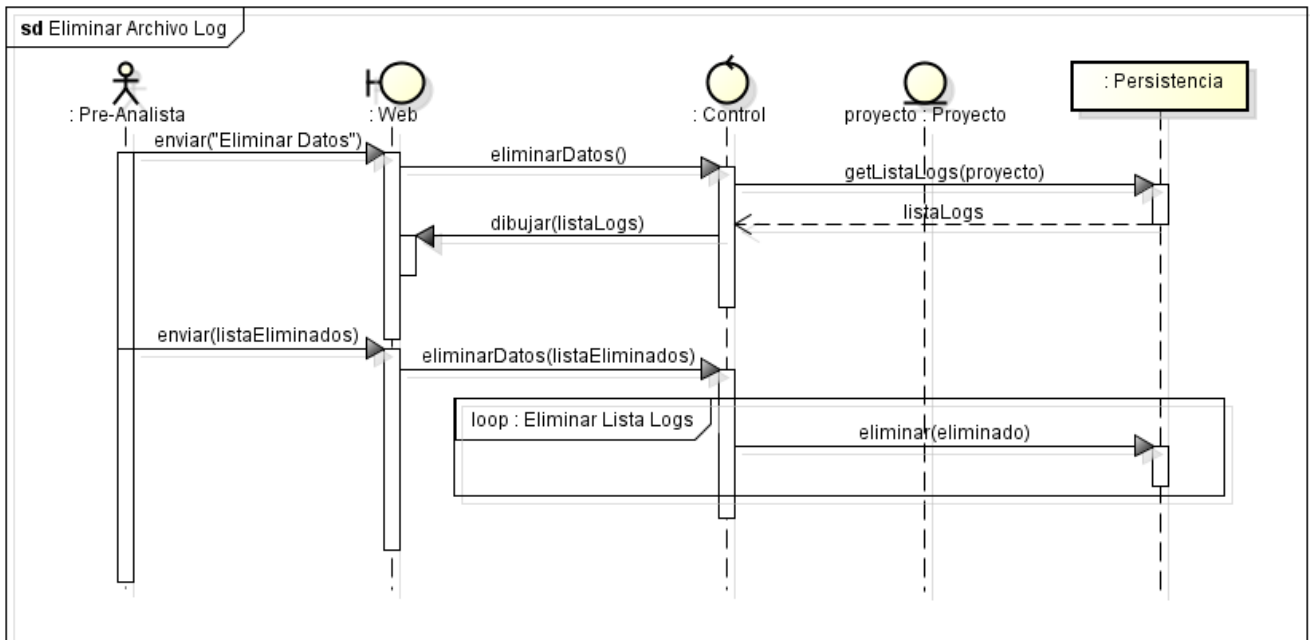 sd Eliminar Archivo Log
: Pre-Analista
: Web
: Control
proyecto : Proyecto
: Persistencia
enviar("Eliminar Datos")
eliminarDatos()
getListaLogs(proyecto)
listaLogs
dibujar(listaLogs)
enviar(listaEliminados)
eliminarDatos(listaEliminados)
loop : Eliminar Lista Logs
eliminar(eliminado)